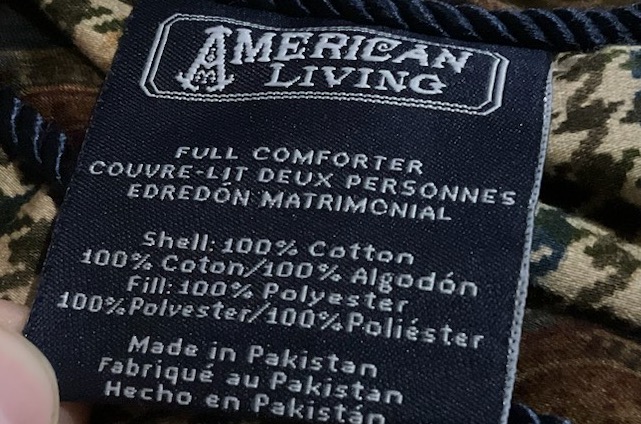 AMERICAN
LIVING
FULL COMFORTER
COUVRE-LIT DEUX PERSONNES
EDREDÓN MATRIMONIAL
Shell: 100% Cotton
100% Coton/100% Algodón
Fill: 100% Polyester
100% Polyester/100% Poliéster
Made in Pakistan
Fabriqué au Pakistan
Hecho en Pakistán